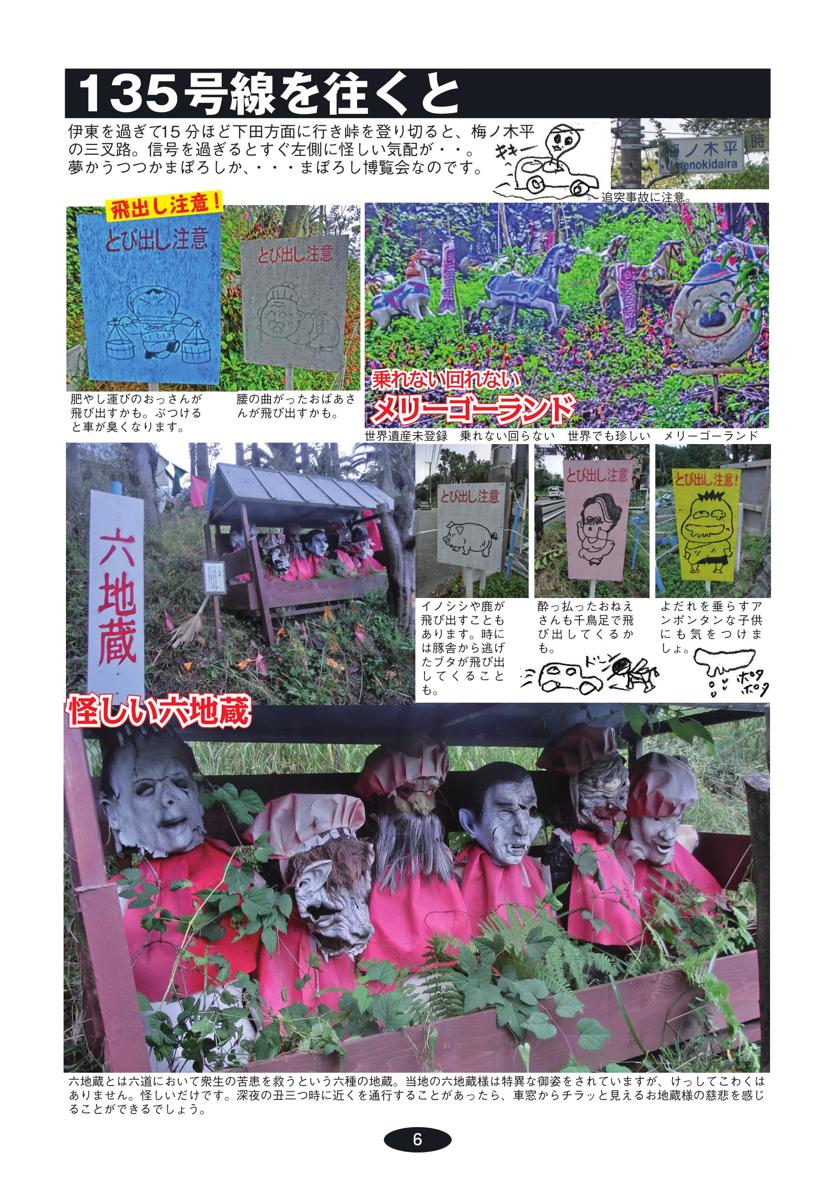 135号線を往くと
伊東を過ぎて15分ほど下田方面に行き峠を登り切ると、梅ノ木平
の三叉路。信号を過ぎるとすぐ左側に怪しい気配が・・。
夢かうつつかまぼろしか、・・・まぼろし博覧会なのです。
キキー
梅ノ木平
Umenokidaira
時
追突事故に注意。
飛出し注意！
とび出し注意
とび出し注意
肥やし運びのおっさんが
飛び出すかも。ぶつける
と車が臭くなります。
腰の曲がったおばあさ
んが飛び出すかも。
乗れない回れない
メリーゴーランド
世界遺産未登録　乗れない回らない　世界でも珍しい　メリーゴーランド
六地蔵
とび出し注意
とび出し注意
とび出し注意！
イノシシや鹿が
飛び出すことも
あります。時に
は豚舎から逃げ
たブタが飛び出
してくること
も。
酔っ払ったおねえ
さんも千鳥足で飛
び出してくるか
も。
よだれを垂らすア
ンポンタンな子供
にも気をつけま
しょ。
ドーン
ポタ
ポタ
怪しい六地蔵
六地蔵とは六道において衆生の苦患を救うという六種の地蔵。当地の六地蔵様は特異な御姿をされていますが、けっしてこわくは
ありません。怪しいだけです。深夜の丑三つ時に近くを通行することがあったら、車窓からチラッと見えるお地蔵様の慈悲を感じ
ることができるでしょう。
6